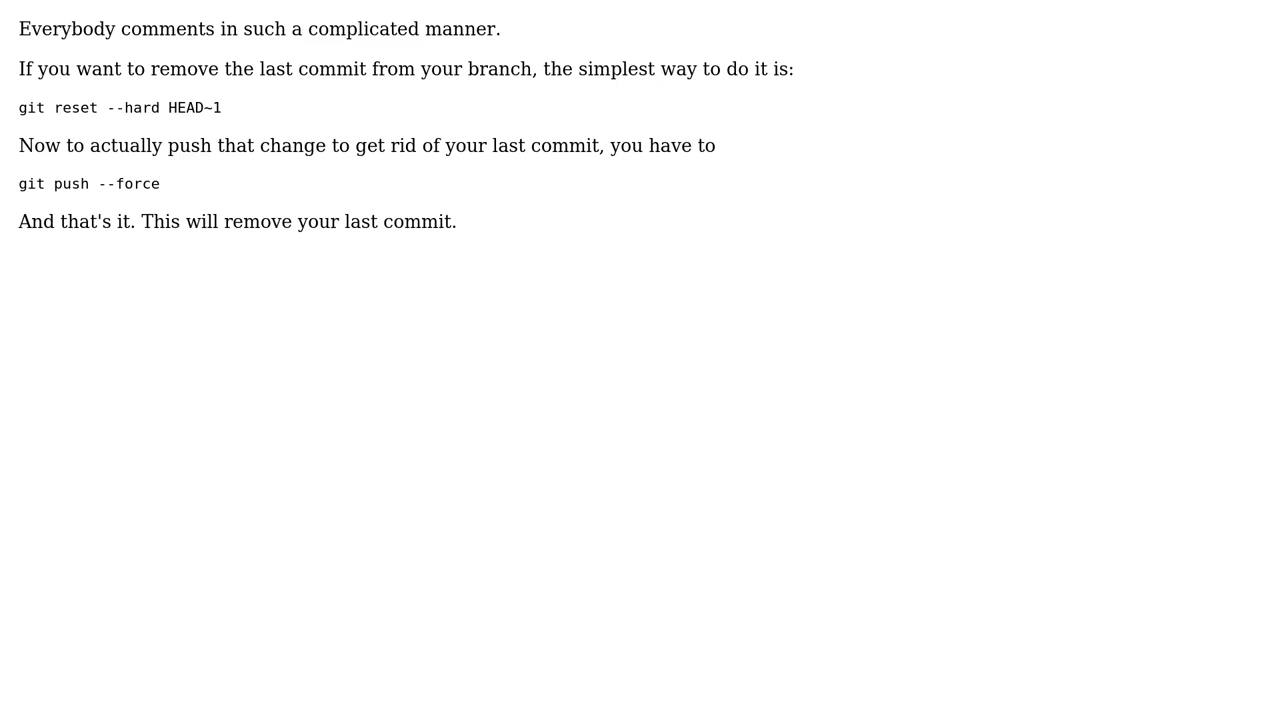 Everybody comments in such a complicated manner.
If you want to remove the last commit from your branch, the simplest way to do it is:
git reset --hard HEAD~1
Now to actually push that change to get rid of your last commit, you have to
git push --force
And that's it. This will remove your last commit.